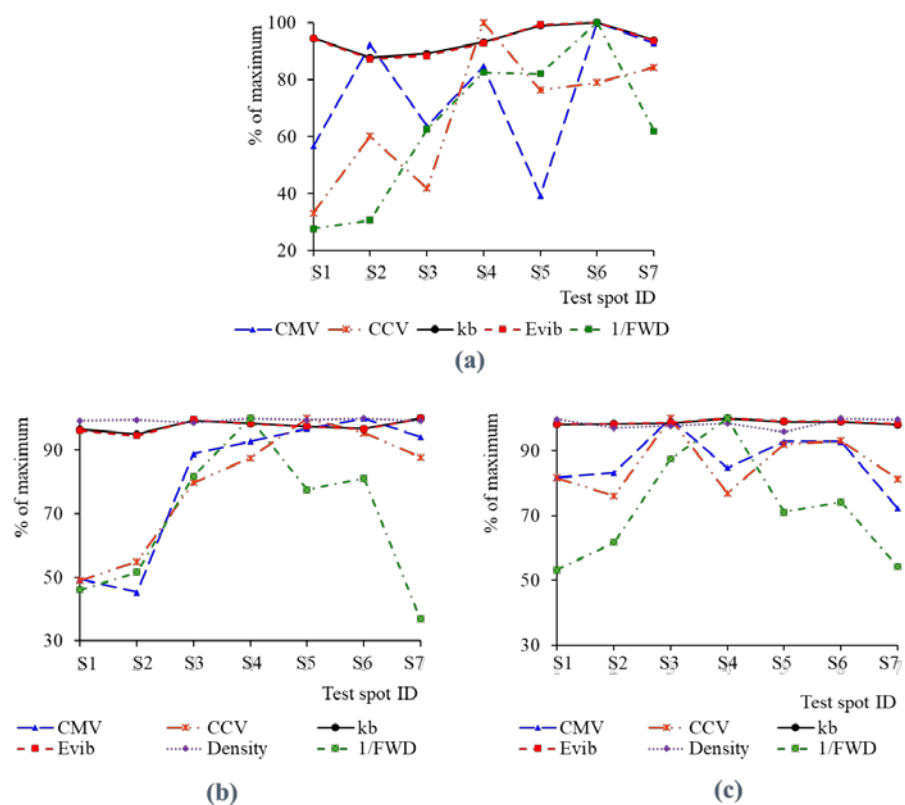 (a)
% of maximum
100
80
60
40
20
S1 S2 S3 S4 S5 S6 S7
Test spot ID
CMV CCV kb Evib 1/FWD
(a)
% of maximum
90
70
50
30
S1 S2 S3 S4 S5 S6 S7
Test spot ID
CMV CCV kb
Evib Density 1/FWD
(b)
% of maximum
90
70
50
30
S1 S2 S3 S4 S5 S6 S7
Test spot ID
CMV CCV kb
Evib Density 1/FWD
(c)